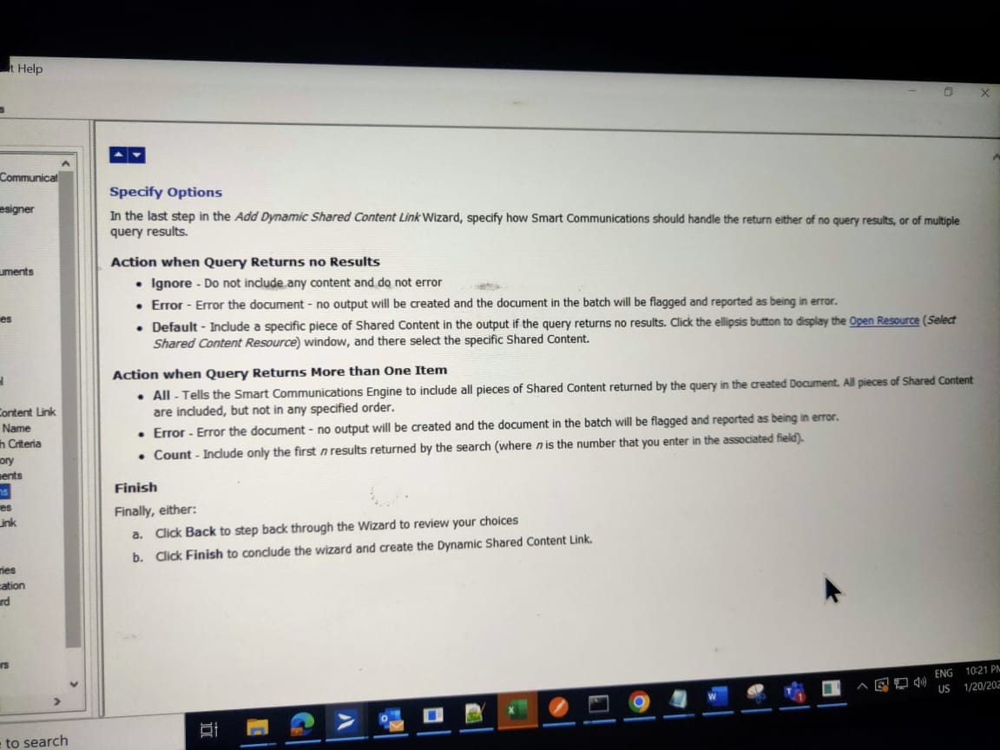 Help
Communicat
esigner
uments
es
Content Link
Name
h Criteria
ory
ents
es
Link
ries
cation
rd
rs
Specify Options
In the last step in the Add Dynamic Shared Content Link Wizard, specify how Smart Communications should handle the return either of no query results, or of multiple
query results.
Action when Query Returns no Results
• Ignore - Do not include any content and do not error
• Error - Error the document - no output will be created and the document in the batch will be flagged and reported as being in error.
• Default - Include a specific piece of Shared Content in the output if the query returns no results. Click the ellipsis button to display the Open Resource (Select
Shared Content Resource) window, and there select the specific Shared Content.
Action when Query Returns More than One Item
• All - Tells the Smart Communications Engine to include all pieces of Shared Content returned by the query in the created Document. All pieces of Shared Content
are included, but not in any specified order.
• Error - Error the document - no output will be created and the document in the batch will be flagged and reported as being in error.
• Count - Include only the first n results returned by the search (where n is the number that you enter in the associated field).
Finish
Finally, either:
a. Click Back to step back through the Wizard to review your choices
b. Click Finish to conclude the wizard and create the Dynamic Shared Content Link.
to search
ENG 10:21 PM
US 1/20/202